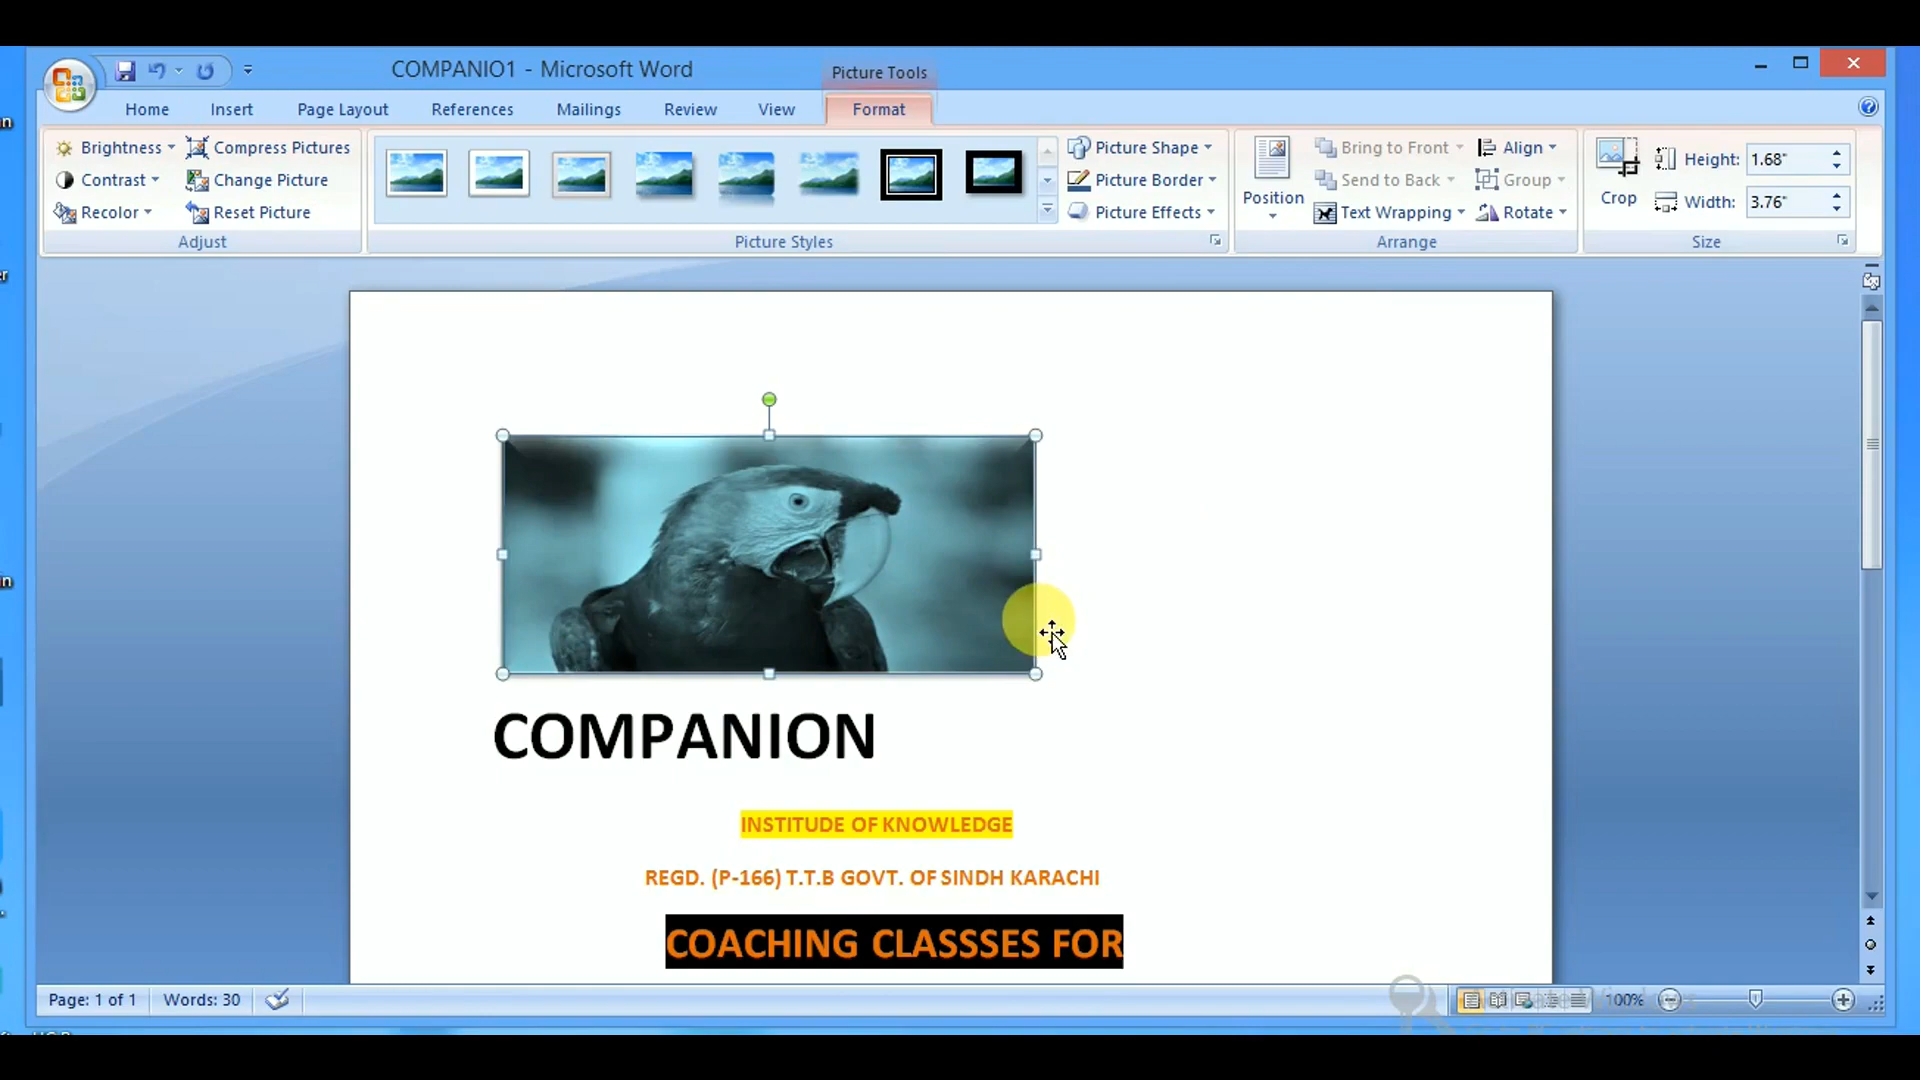 COMPANIO1 - Microsoft Word
Picture Tools
Home Insert Page Layout References Mailings Review View Format
Brightness Compress Pictures Picture Shape Bring to Front Align Height: 1.68"
Contrast Change Picture Picture Border Position Send to Back Group Crop Width: 3.76"
Recolor Reset Picture Picture Effects Text Wrapping Rotate
Adjust Picture Styles Arrange Size
COMPANION
INSTITUDE OF KNOWLEDGE
REGD. (P-166) T.T.B GOVT. OF SINDH KARACHI
COACHING CLASSSES FOR
Page: 1 of 1 Words: 30 100%